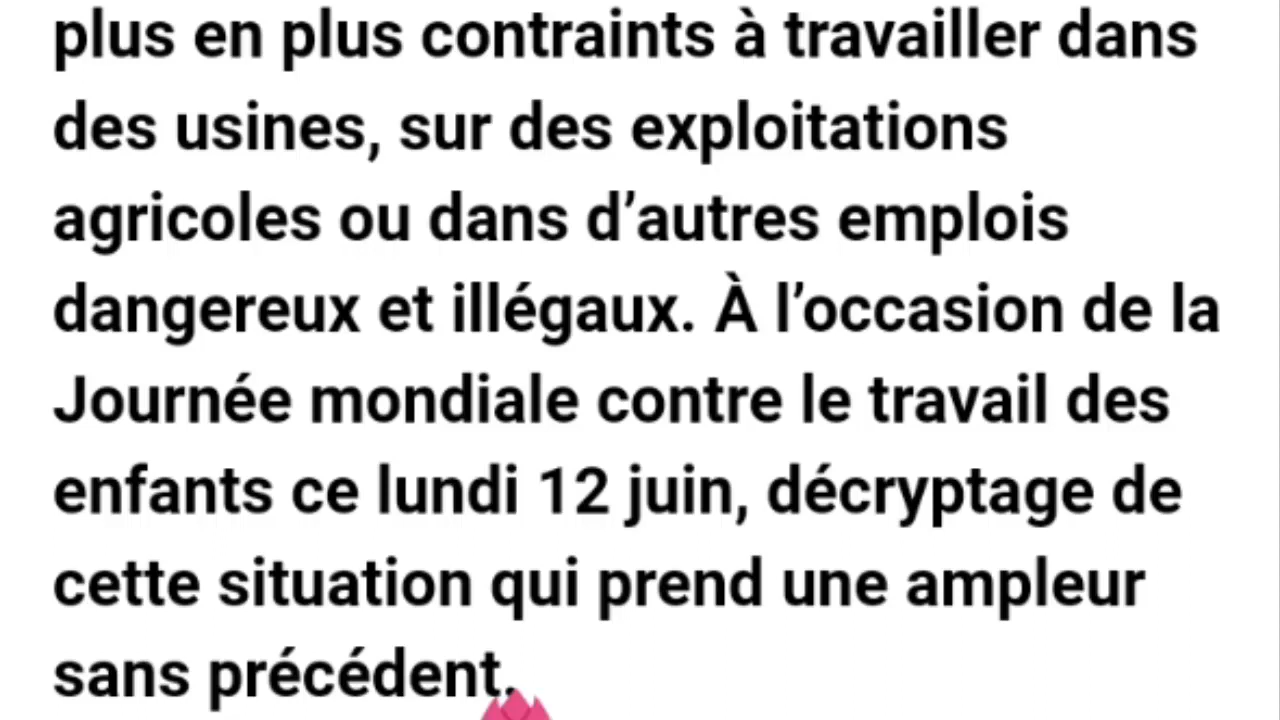 plus en plus contraints à travailler dans
des usines, sur des exploitations
agricoles ou dans d’autres emplois
dangereux et illégaux. À l’occasion de la
Journée mondiale contre le travail des
enfants ce lundi 12 juin, décryptage de
cette situation qui prend une ampleur
sans précédent.